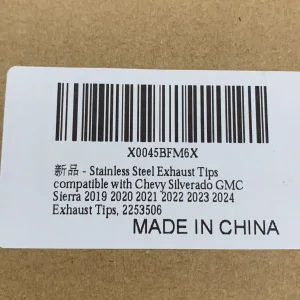 X0045BFM6X
新品 - Stainless Steel Exhaust Tips
compatible with Chevy Silverado GMC
Sierra 2019 2020 2021 2022 2023 2024
Exhaust Tips, 2253506
MADE IN CHINA